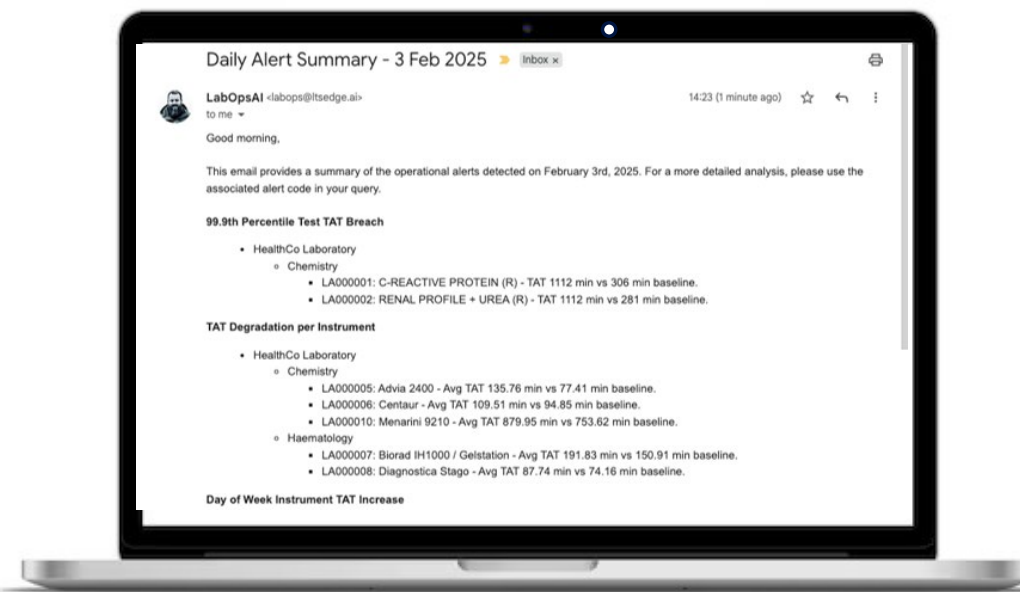 Daily Alert Summary - 3 Feb 2025 Inbox ×
LabOpsAI <labops@ltsedge.ai> 14:23 (1 minute ago)
to me
Good morning,
This email provides a summary of the operational alerts detected on February 3rd, 2025. For a more detailed analysis, please use the
associated alert code in your query.
99.9th Percentile Test TAT Breach
• HealthCo Laboratory
○ Chemistry
▪ LA000001: C-REACTIVE PROTEIN (R) - TAT 1112 min vs 306 min baseline.
▪ LA000002: RENAL PROFILE + UREA (R) - TAT 1112 min vs 281 min baseline.
TAT Degradation per Instrument
• HealthCo Laboratory
○ Chemistry
▪ LA000005: Advia 2400 - Avg TAT 135.76 min vs 77.41 min baseline.
▪ LA000006: Centaur - Avg TAT 109.51 min vs 94.85 min baseline.
▪ LA000010: Menarini 9210 - Avg TAT 879.95 min vs 753.62 min baseline.
○ Haematology
▪ LA000007: Biorad IH1000 / Gelstation - Avg TAT 191.83 min vs 150.91 min baseline.
▪ LA000008: Diagnostica Stago - Avg TAT 87.74 min vs 74.16 min baseline.
Day of Week Instrument TAT Increase